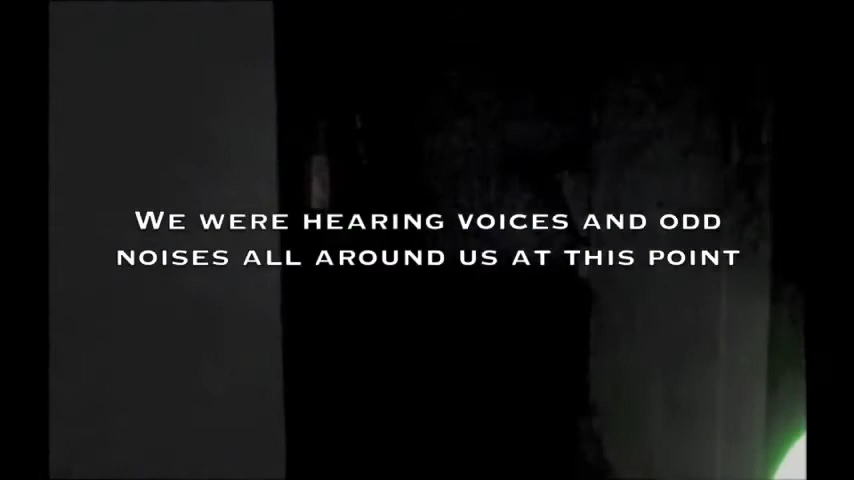 We were hearing voices and odd
noises all around us at this point